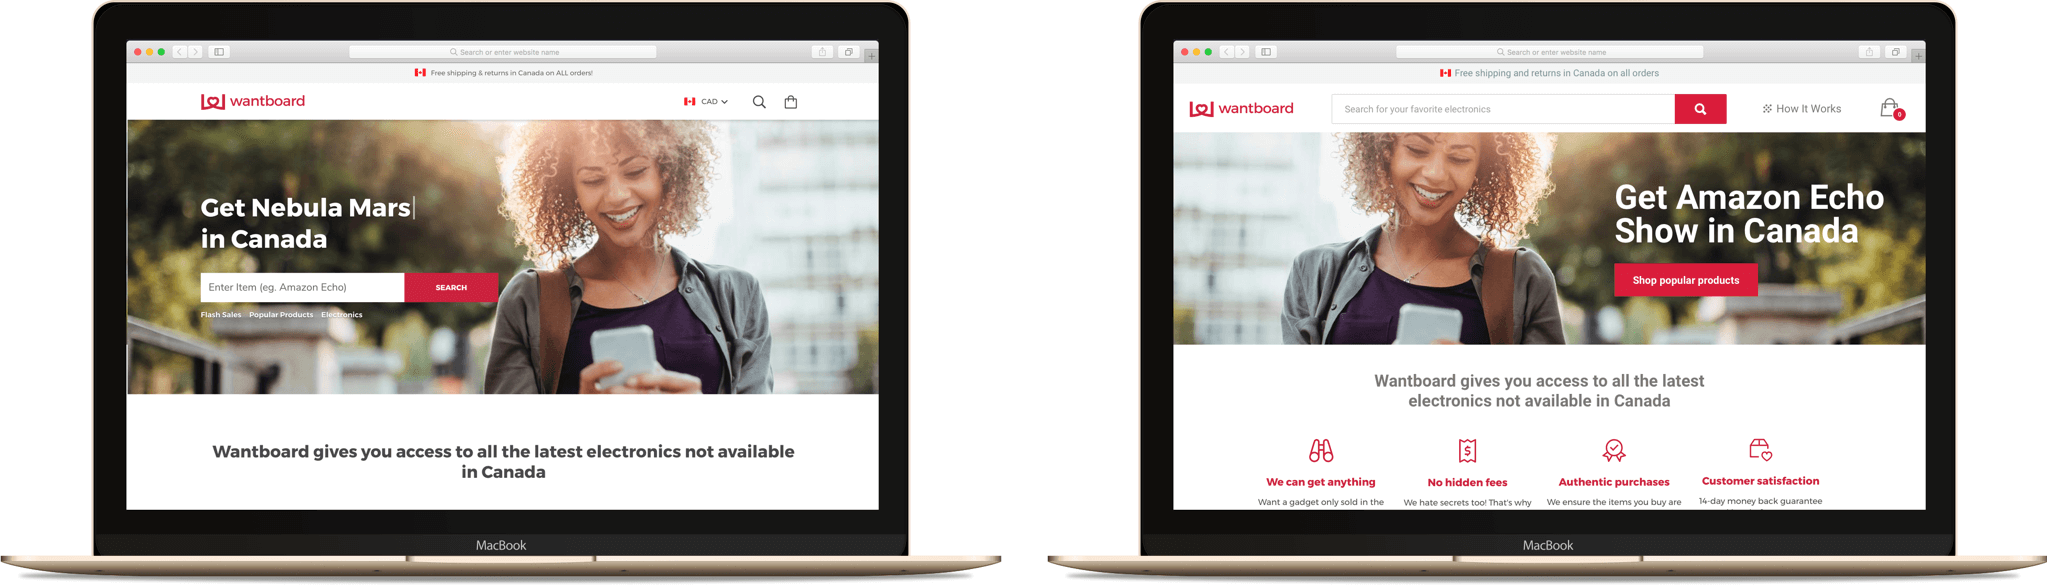 Search or enter website name
Free shipping & returns in Canada on ALL orders!
wantboard
CAD
Get Nebula Mars
in Canada
Enter Item (eg. Amazon Echo)
SEARCH
Flash Sales Popular Products Electronics
Wantboard gives you access to all the latest electronics not available
in Canada
MacBook
Search or enter website name
Free shipping and returns in Canada on all orders
wantboard
Search for your favorite electronics
How It Works
0
Get Amazon Echo
Show in Canada
Shop popular products
Wantboard gives you access to all the latest
electronics not available in Canada
We can get anything
No hidden fees
Authentic purchases
Customer satisfaction
Want a gadget only sold in the
We hate secrets too! That's why
We ensure the items you buy are
14-day money back guarantee
MacBook